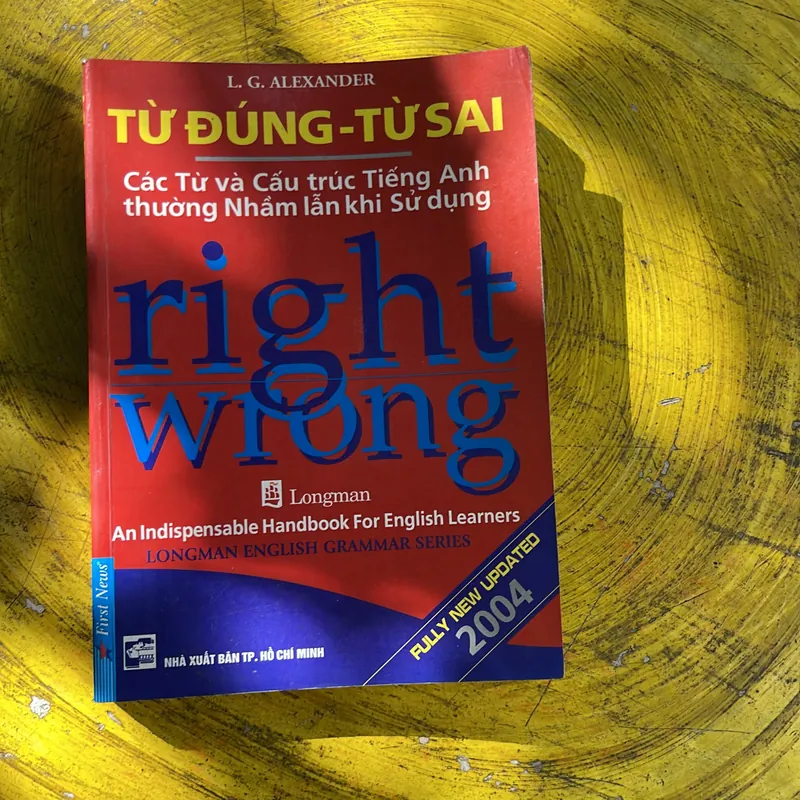 L. G. ALEXANDER
TỪ ĐÚNG-TỪ SAI
Các Từ và Cấu trúc Tiếng Anh
thường Nhầm lẫn khi Sử dụng
right
wrong
Longman
An Indispensable Handbook For English Learners
LONGMAN ENGLISH GRAMMAR SERIES
FULLY NEW UPDATED
2004
First News
NHÀ XUẤT BẢN TP. HỒ CHÍ MINH